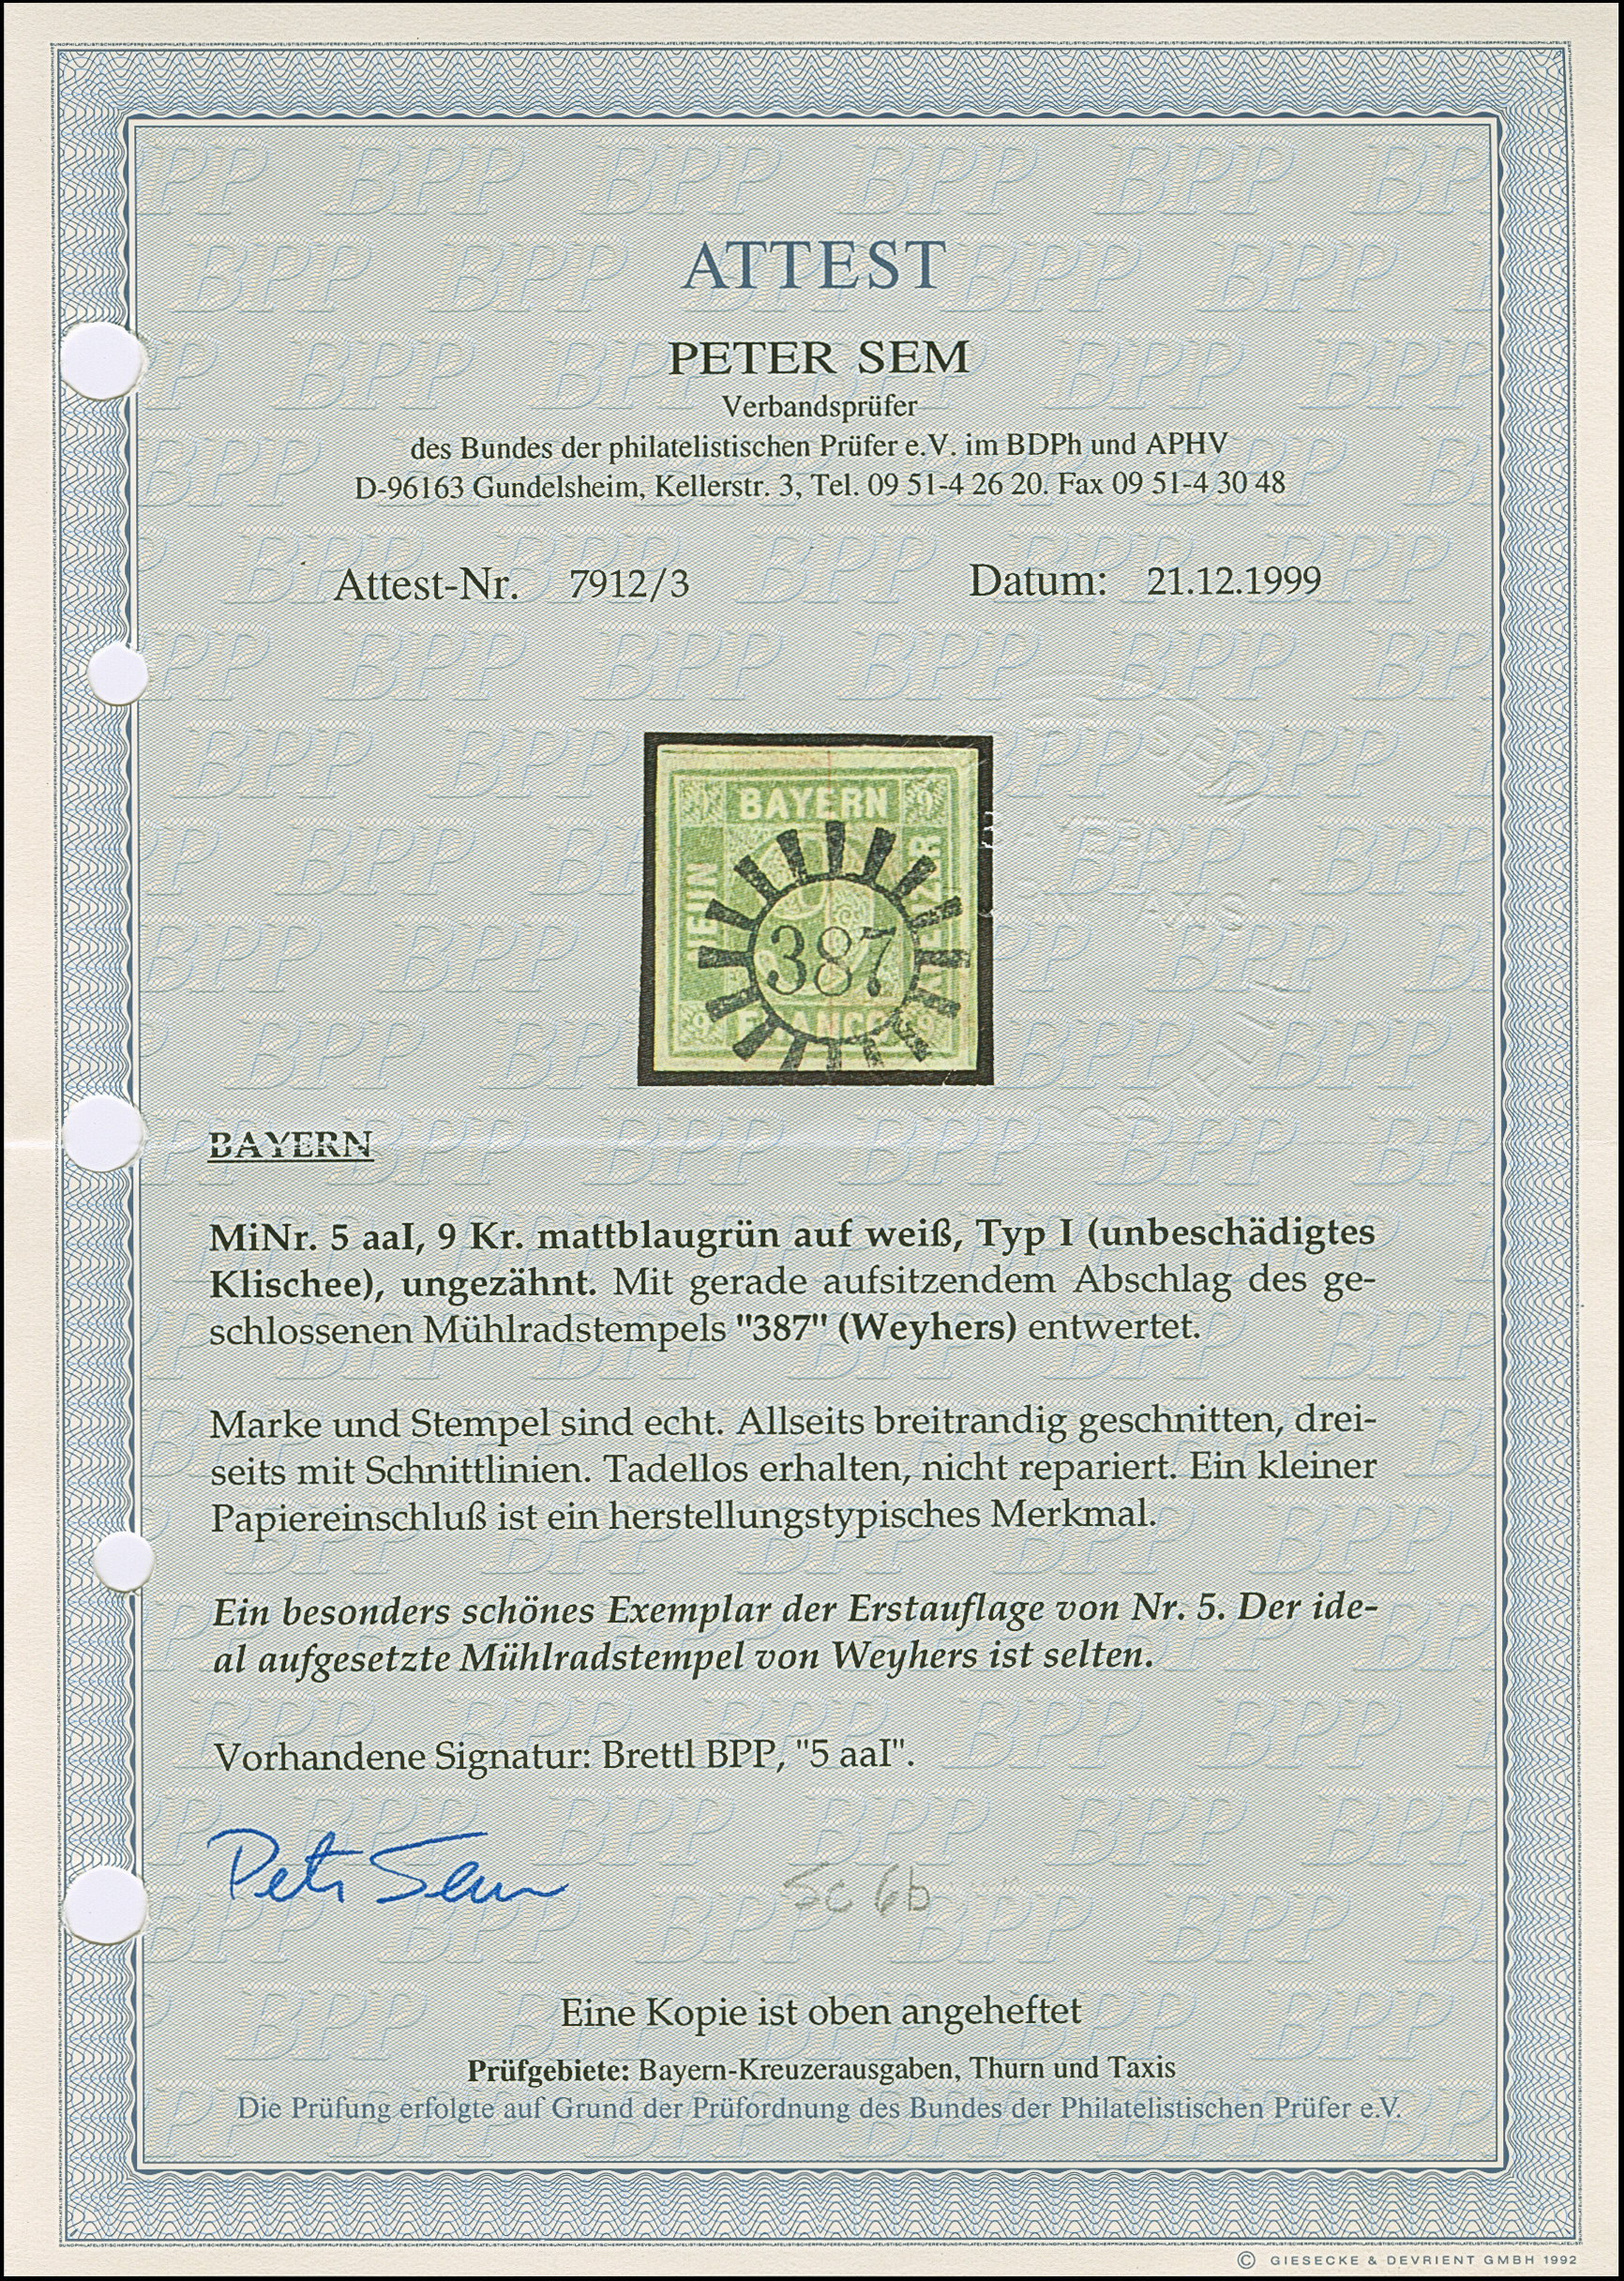 ATTEST
PETER SEM
Verbandsprüfer
des Bundes der philatelistischen Prüfer e.V. im BDPh und APHV
D-96163 Gundelsheim, Kellerstr. 3, Tel. 09 51-4 26 20. Fax 09 51-4 30 48
Attest-Nr. 7912/3 Datum: 21.12.1999
9 BAYERN 9
387
9 FRANCO 9
BAYERN
MiNr. 5 aaI, 9 Kr. mattblaugrün auf weiß, Typ I (unbeschädigtes
Klischee), ungezähnt. Mit gerade aufsitzendem Abschlag des ge-
schlossenen Mühlradstempels "387" (Weyhers) entwertet.
Marke und Stempel sind echt. Allseits breitrandig geschnitten, drei-
seits mit Schnittlinien. Tadellos erhalten, nicht repariert. Ein kleiner
Papiereinschluß ist ein herstellungstypisches Merkmal.
Ein besonders schönes Exemplar der Erstauflage von Nr. 5. Der ide-
al aufgesetzte Mühlradstempel von Weyhers ist selten.
Vorhandene Signatur: Brettl BPP, "5 aaI".
Peter Sem
Sc 6b
Eine Kopie ist oben angeheftet
Prüfgebiete: Bayern-Kreuzerausgaben, Thurn und Taxis
Die Prüfung erfolgte auf Grund der Prüfordnung des Bundes der Philatelistischen Prüfer e.V.
© GIESECKE & DEVRIENT GMBH 1992